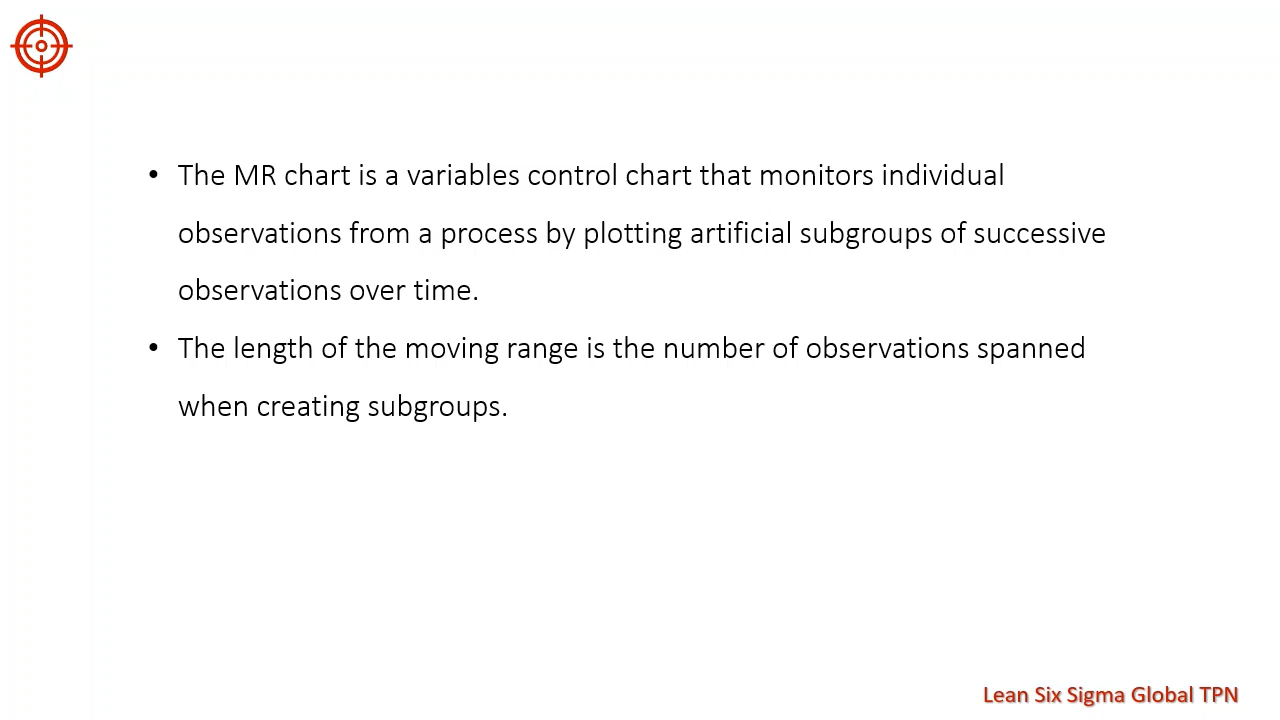 • The MR chart is a variables control chart that monitors individual
observations from a process by plotting artificial subgroups of successive
observations over time.
• The length of the moving range is the number of observations spanned
when creating subgroups.
Lean Six Sigma Global TPN